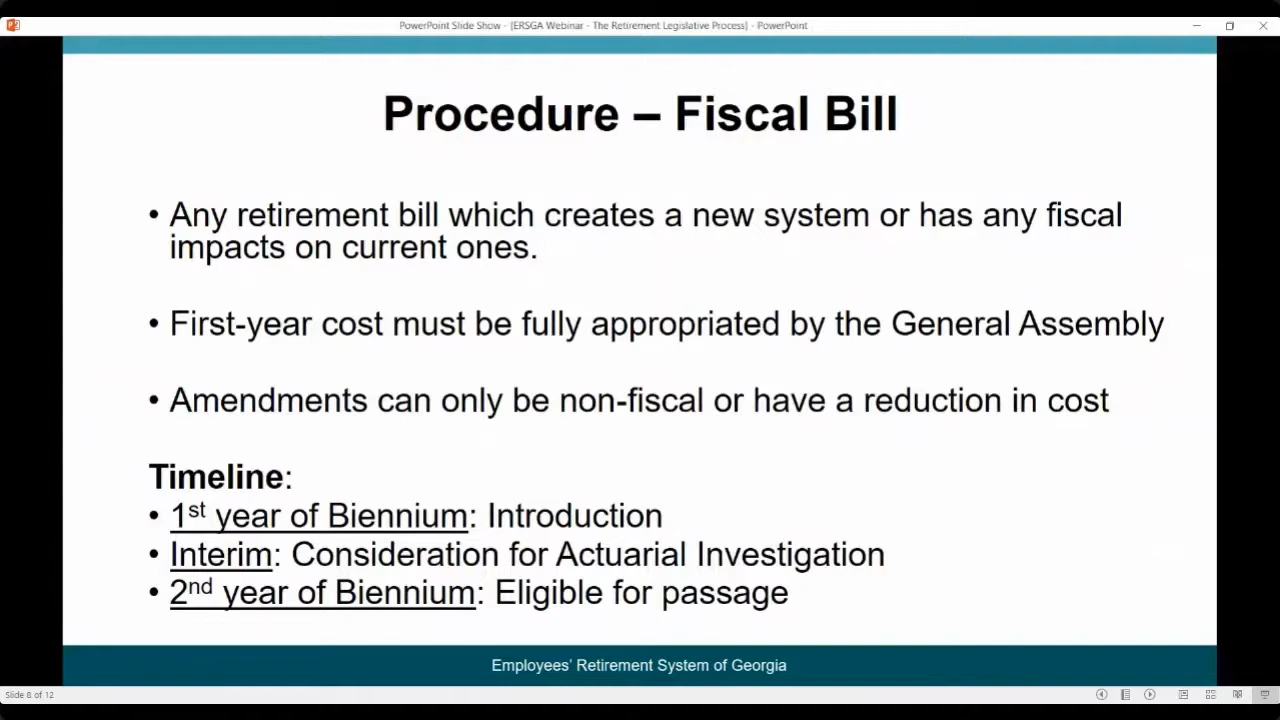 PowerPoint Slide Show - [ERSGA Webinar - The Retirement Legislative Process] - PowerPoint
Procedure – Fiscal Bill
• Any retirement bill which creates a new system or has any fiscal
impacts on current ones.
• First-year cost must be fully appropriated by the General Assembly
• Amendments can only be non-fiscal or have a reduction in cost
Timeline:
• 1st year of Biennium: Introduction
• Interim: Consideration for Actuarial Investigation
• 2nd year of Biennium: Eligible for passage
Employees' Retirement System of Georgia
Slide 8 of 12